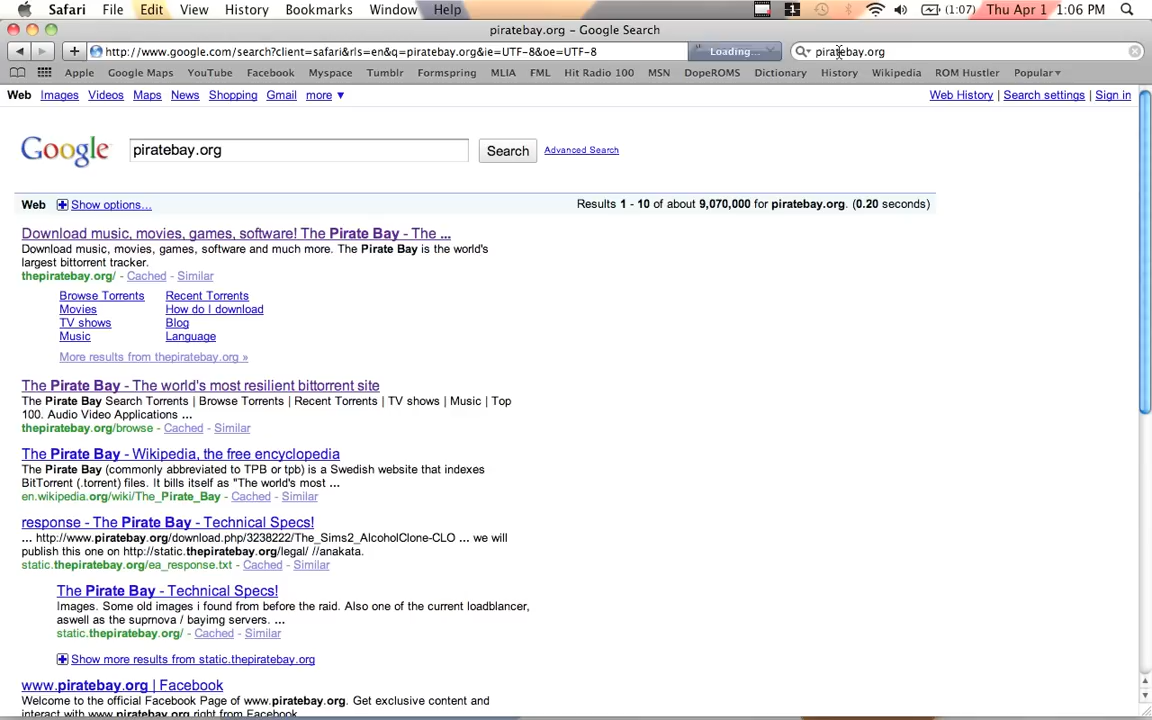 Safari File Edit View History Bookmarks Window Help 1 (1:07) Thu Apr 1 1:06 PM
piratebay.org - Google Search
http://www.google.com/search?client=safari&rls=en&q=piratebay.org&ie=UTF-8&oe=UTF-8 Loading... piratebay.org
Apple Google Maps YouTube Facebook Myspace Tumblr Formspring MLIA FML Hit Radio 100 MSN DopeROMS Dictionary History Wikipedia ROM Hustler Popular
Web Images Videos Maps News Shopping Gmail more Web History | Search settings | Sign in
Google piratebay.org Search Advanced Search
Web Show options... Results 1 - 10 of about 9,070,000 for piratebay.org. (0.20 seconds)
Download music, movies, games, software! The Pirate Bay - The ...
Download music, movies, games, software and much more. The Pirate Bay is the world's
largest bittorrent tracker.
thepiratebay.org/ - Cached - Similar
Browse Torrents Recent Torrents
Movies How do I download
TV shows Blog
Music Language
More results from thepiratebay.org »
The Pirate Bay - The world's most resilient bittorrent site
The Pirate Bay Search Torrents | Browse Torrents | Recent Torrents | TV shows | Music | Top
100. Audio Video Applications ...
thepiratebay.org/browse - Cached - Similar
The Pirate Bay - Wikipedia, the free encyclopedia
The Pirate Bay (commonly abbreviated to TPB or tpb) is a Swedish website that indexes
BitTorrent (.torrent) files. It bills itself as "The world's most ...
en.wikipedia.org/wiki/The_Pirate_Bay - Cached - Similar
response - The Pirate Bay - Technical Specs!
... http://www.piratebay.org/download.php/3238222/The_Sims2_AlcoholClone-CLO ... we will
publish this one on http://static.thepiratebay.org/legal/ //anakata.
static.thepiratebay.org/ea_response.txt - Cached - Similar
The Pirate Bay - Technical Specs!
Images. Some old images i found from before the raid. Also one of the current loadblancer,
aswell as the suprnova / bayimg servers. ...
static.thepiratebay.org/ - Cached - Similar
Show more results from static.thepiratebay.org
www.piratebay.org | Facebook
Welcome to the official Facebook Page of www.piratebay.org. Get exclusive content and
interact with www.piratebay.org right from Facebook.